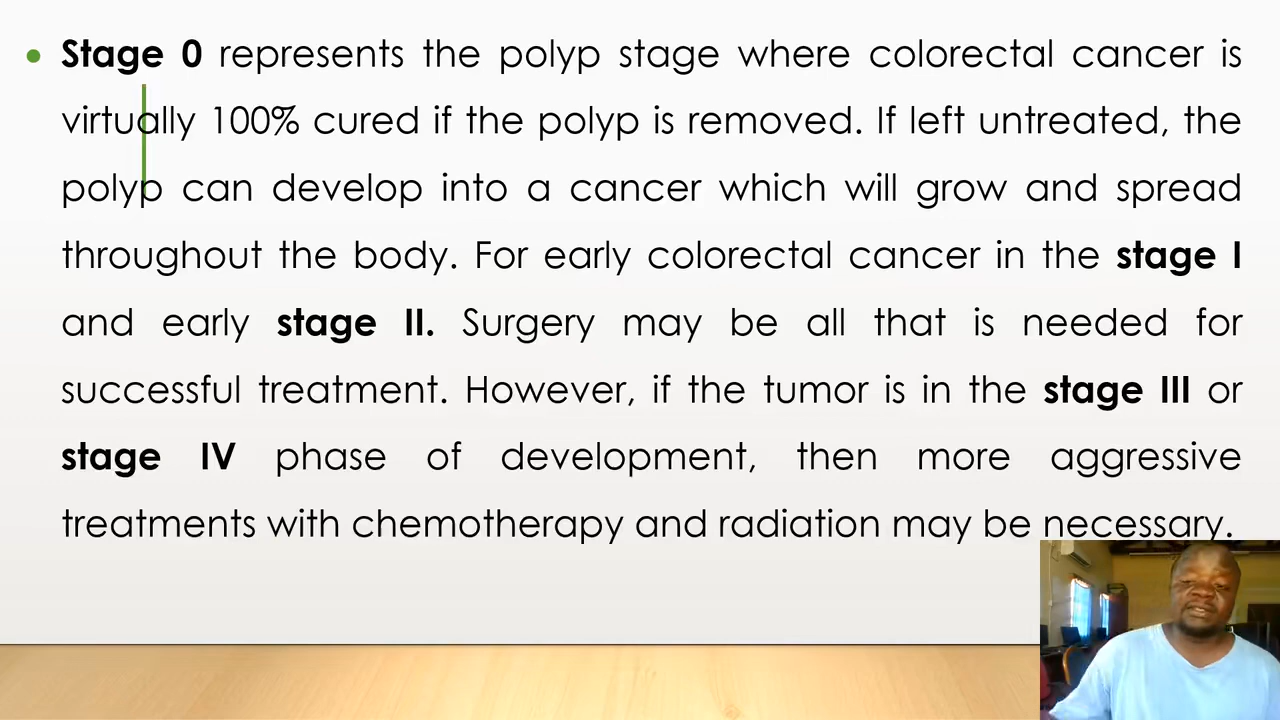 Stage 0 represents the polyp stage where colorectal cancer is
virtually 100% cured if the polyp is removed. If left untreated, the
polyp can develop into a cancer which will grow and spread
throughout the body. For early colorectal cancer in the stage I
and early stage II. Surgery may be all that is needed for
successful treatment. However, if the tumor is in the stage III or
stage IV phase of development, then more aggressive
treatments with chemotherapy and radiation may be necessary.